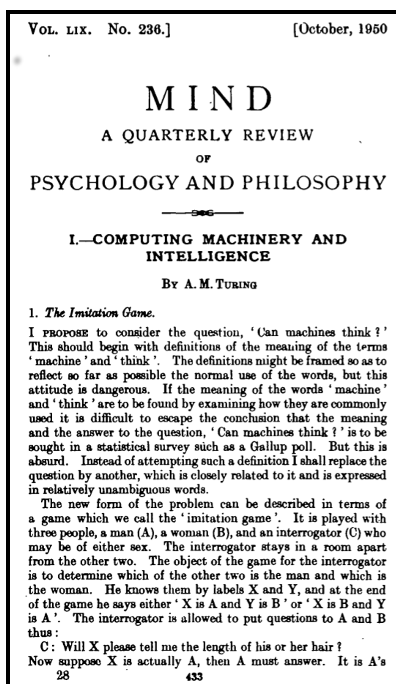 VOL. LIX. No. 236.] [October, 1950
MIND
A QUARTERLY REVIEW
OF
PSYCHOLOGY AND PHILOSOPHY
I.—COMPUTING MACHINERY AND
INTELLIGENCE
BY A. M. TURING
1. The Imitation Game.
I PROPOSE to consider the question, ' Can machines think ? '
This should begin with definitions of the meaning of the terms
' machine ' and ' think '. The definitions might be framed so as to
reflect so far as possible the normal use of the words, but this
attitude is dangerous. If the meaning of the words ' machine '
and ' think ' are to be found by examining how they are commonly
used it is difficult to escape the conclusion that the meaning
and the answer to the question, ' Can machines think ? ' is to be
sought in a statistical survey such as a Gallup poll. But this is
absurd. Instead of attempting such a definition I shall replace the
question by another, which is closely related to it and is expressed
in relatively unambiguous words.
The new form of the problem can be described in terms of
a game which we call the ' imitation game '. It is played with
three people, a man (A), a woman (B), and an interrogator (C) who
may be of either sex. The interrogator stays in a room apart
from the other two. The object of the game for the interrogator
is to determine which of the other two is the man and which is
the woman. He knows them by labels X and Y, and at the end
of the game he says either ' X is A and Y is B ' or ' X is B and Y
is A '. The interrogator is allowed to put questions to A and B
thus :
C : Will X please tell me the length of his or her hair ?
Now suppose X is actually A, then A must answer. It is A's
28 433